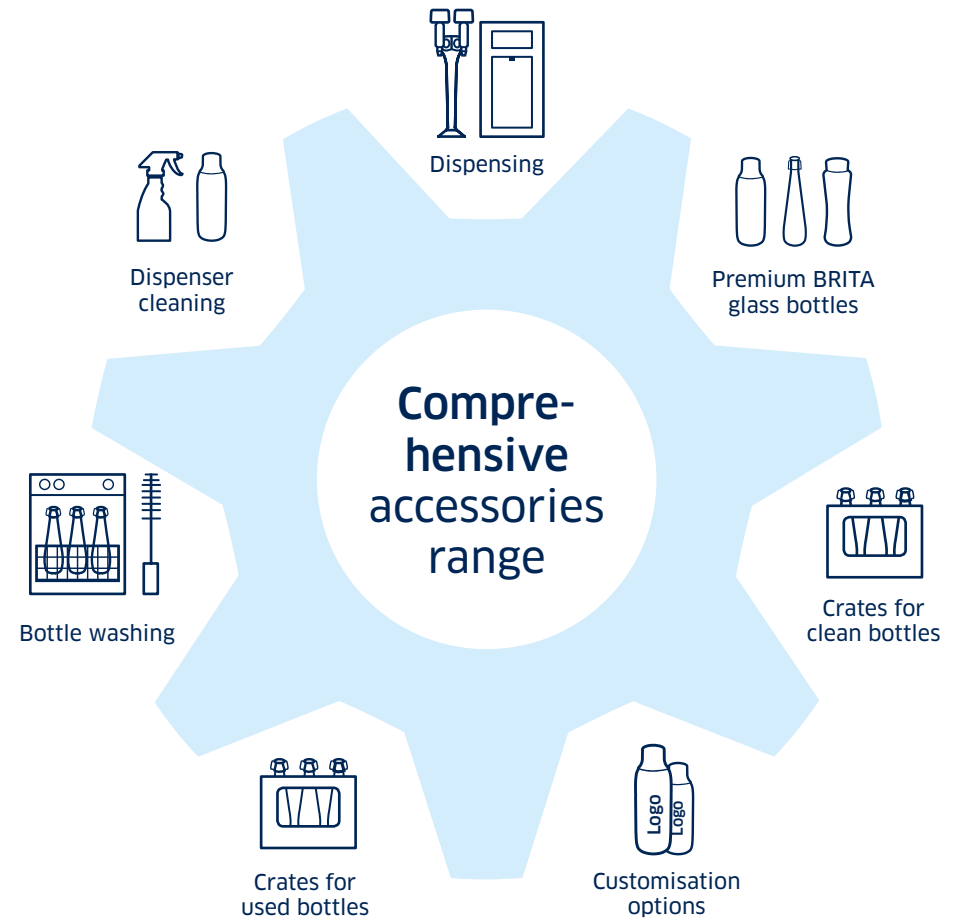 Dispensing
Dispenser
cleaning
Premium BRITA
glass bottles
Compre-
hensive
accessories
range
Bottle washing
Crates for
clean bottles
Logo
Logo
Crates for
used bottles
Customisation
options